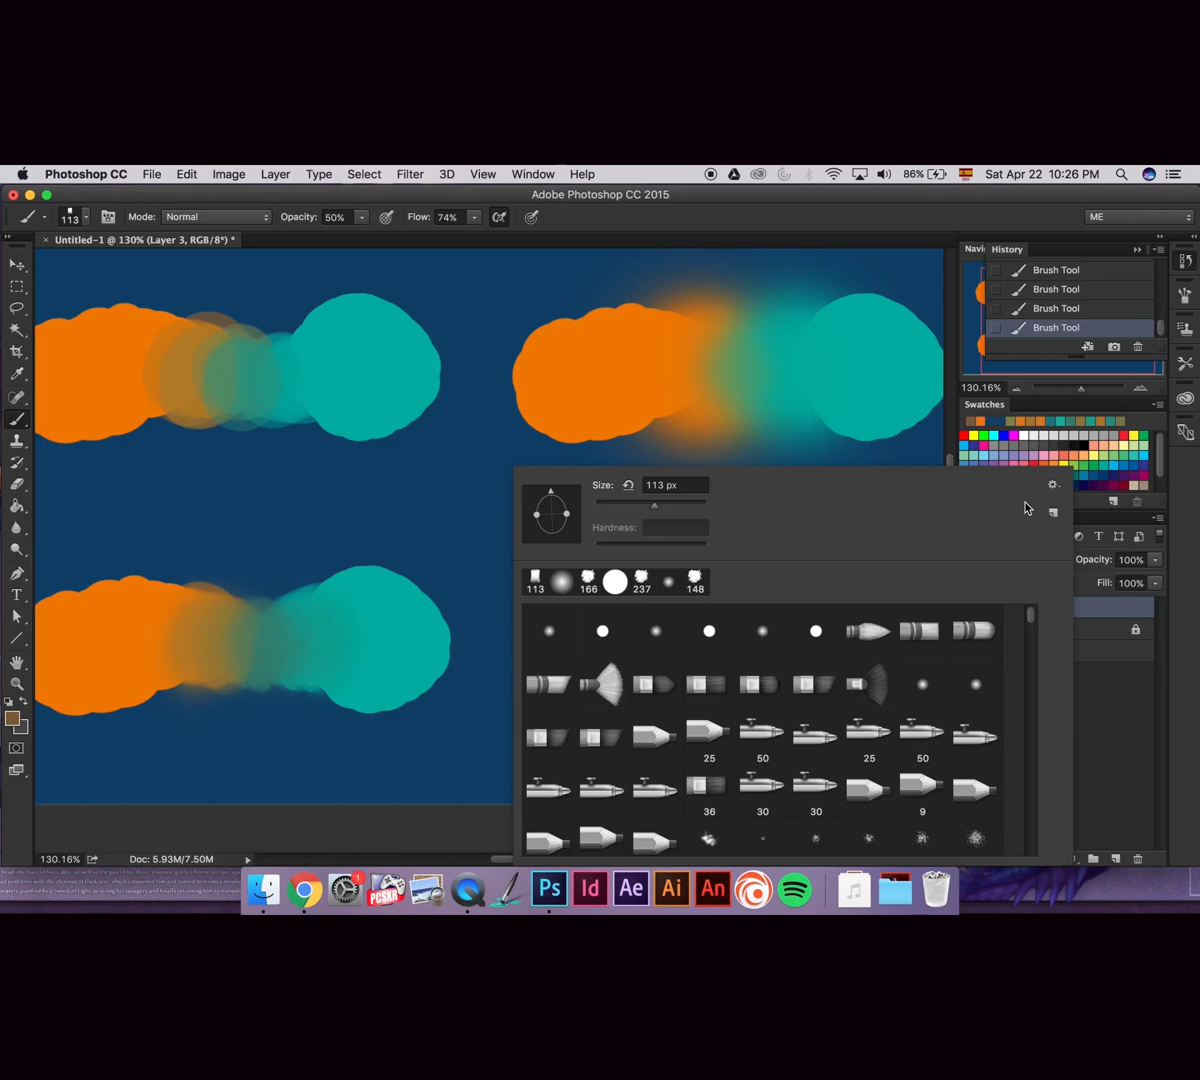 Photoshop CC File Edit Image Layer Type Select Filter 3D View Window Help 86% ISO Sat Apr 22 10:26 PM
Adobe Photoshop CC 2015
113 Mode: Normal Opacity: 50% Flow: 74% ME
× Untitled-1 @ 130% (Layer 3, RGB/8*) *
Navi History
Brush Tool
Brush Tool
Brush Tool
Brush Tool
130.16%
Swatches
Size: 113 px
Hardness:
Opacity: 100%
Fill: 100%
113 166 237 148
25 50 25 50
36 30 30 9
130.16% Doc: 5.93M/7.50M
1
PCSXR Ps Id Ae Ai An